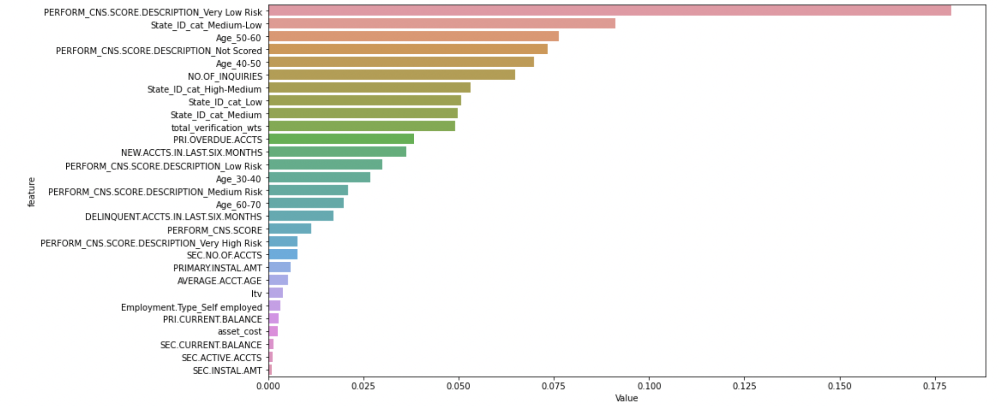 PERFORM_CNS.SCORE.DESCRIPTION_Very Low Risk
State_ID_cat_Medium-Low
Age_50-60
PERFORM_CNS.SCORE.DESCRIPTION_Not Scored
Age_40-50
NO.OF_INQUIRIES
State_ID_cat_High-Medium
State_ID_cat_Low
State_ID_cat_Medium
total_verification_wts
PRI.OVERDUE.ACCTS
NEW.ACCTS.IN.LAST.SIX.MONTHS
PERFORM_CNS.SCORE.DESCRIPTION_Low Risk
Age_30-40
PERFORM_CNS.SCORE.DESCRIPTION_Medium Risk
Age_60-70
DELINQUENT.ACCTS.IN.LAST.SIX.MONTHS
PERFORM_CNS.SCORE
PERFORM_CNS.SCORE.DESCRIPTION_Very High Risk
SEC.NO.OF.ACCTS
PRIMARY.INSTAL.AMT
AVERAGE.ACCT.AGE
ltv
Employment.Type_Self employed
PRI.CURRENT.BALANCE
asset_cost
SEC.CURRENT.BALANCE
SEC.ACTIVE.ACCTS
SEC.INSTAL.AMT
feature
0.000 0.025 0.050 0.075 0.100 0.125 0.150 0.175
Value